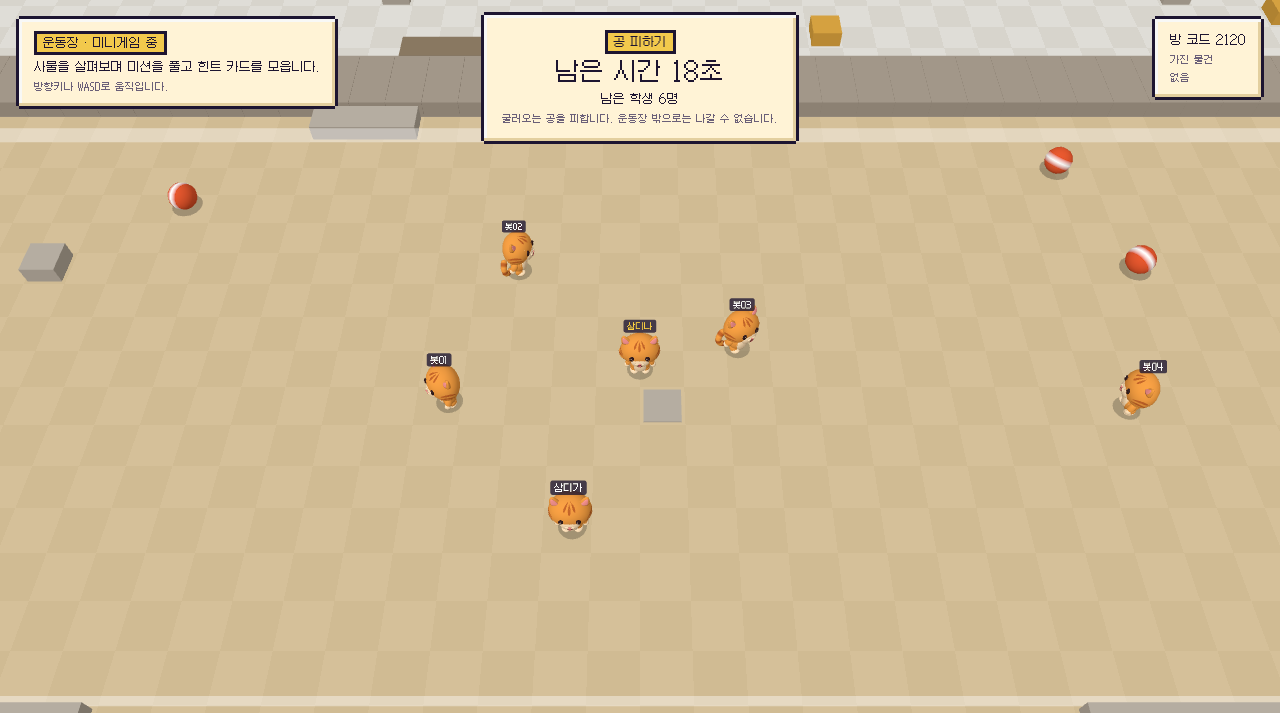 운동장 · 미니게임 중
사물을 살펴보며 미션을 풀고 힌트 카드를 모읍니다.
방향키나 WASD로 움직입니다.
공 피하기
남은 시간 18초
남은 학생 6명
굴러오는 공을 피합니다. 운동장 밖으로는 나갈 수 없습니다.
방 코드 2120
가진 물건
없음
봇02
봇03
삼디나
봇01
봇04
삼디가